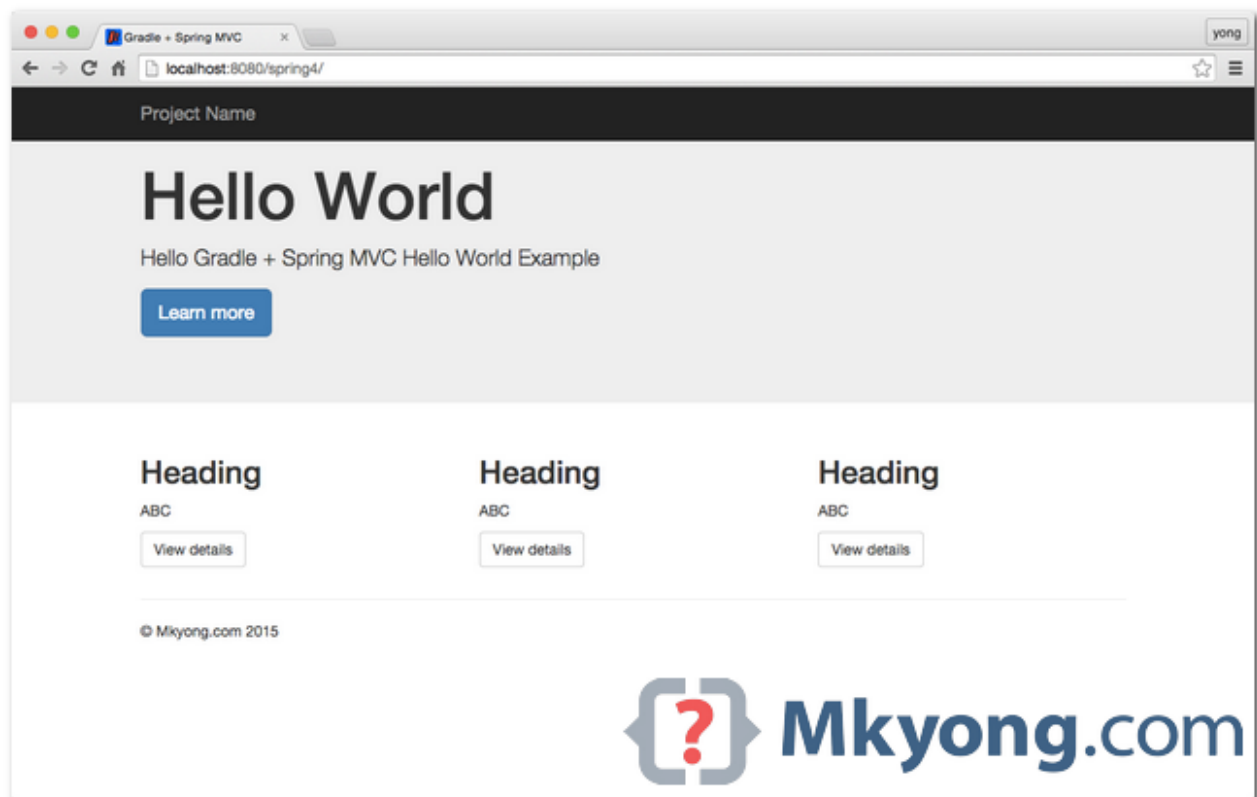 Gradle + Spring MVC
yong
localhost:8080/spring4/
Project Name
Hello World
Hello Gradle + Spring MVC Hello World Example
Learn more
Heading Heading Heading
ABC ABC ABC
View details View details View details
© Mkyong.com 2015
? Mkyong.com